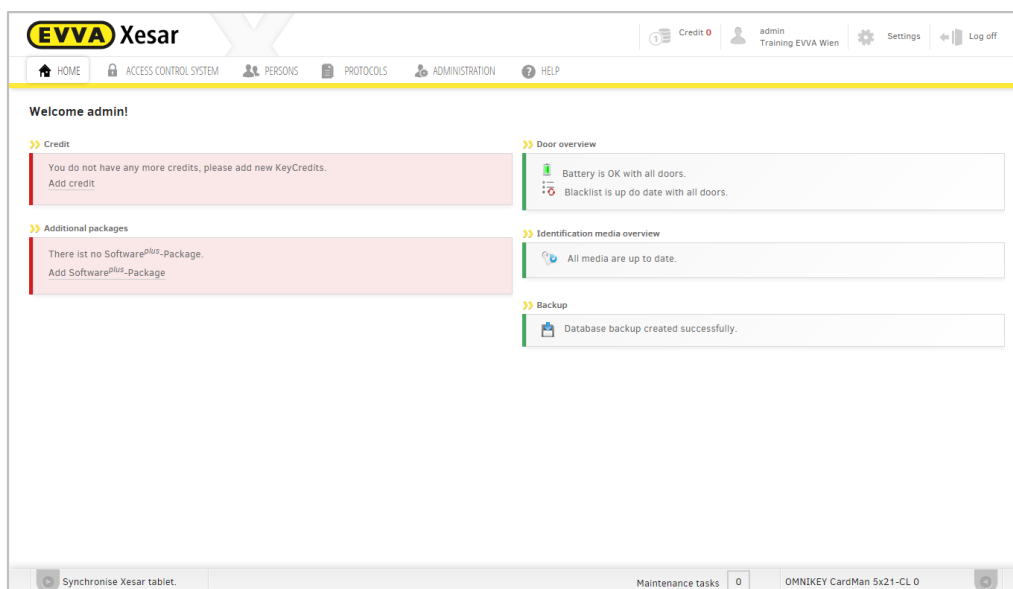 EVVA Xesar
1 Credit 0 admin
Training EVVA Wien Settings Log off
HOME ACCESS CONTROL SYSTEM PERSONS PROTOCOLS ADMINISTRATION ? HELP
Welcome admin!
Credit
You do not have any more credits, please add new KeyCredits.
Add credit
Additional packages
There ist no Softwareplus-Package.
Add Softwareplus-Package
Door overview
Battery is OK with all doors.
Blacklist is up do date with all doors.
Identification media overview
All media are up to date.
Backup
Database backup created successfully.
Synchronise Xesar tablet. Maintenance tasks 0 OMNIKEY CardMan 5x21-CL 0